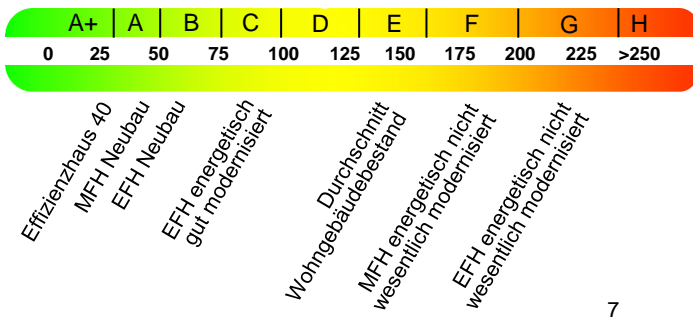 A+ A B C D E F G H
0 25 50 75 100 125 150 175 200 225 >250
Effizienzhaus 40
MFH Neubau
EFH Neubau
EFH energetisch
gut modernisiert
Durchschnitt
Wohngebäudebestand
MFH energetisch nicht
wesentlich modernisiert
EFH energetisch nicht
wesentlich modernisiert
7